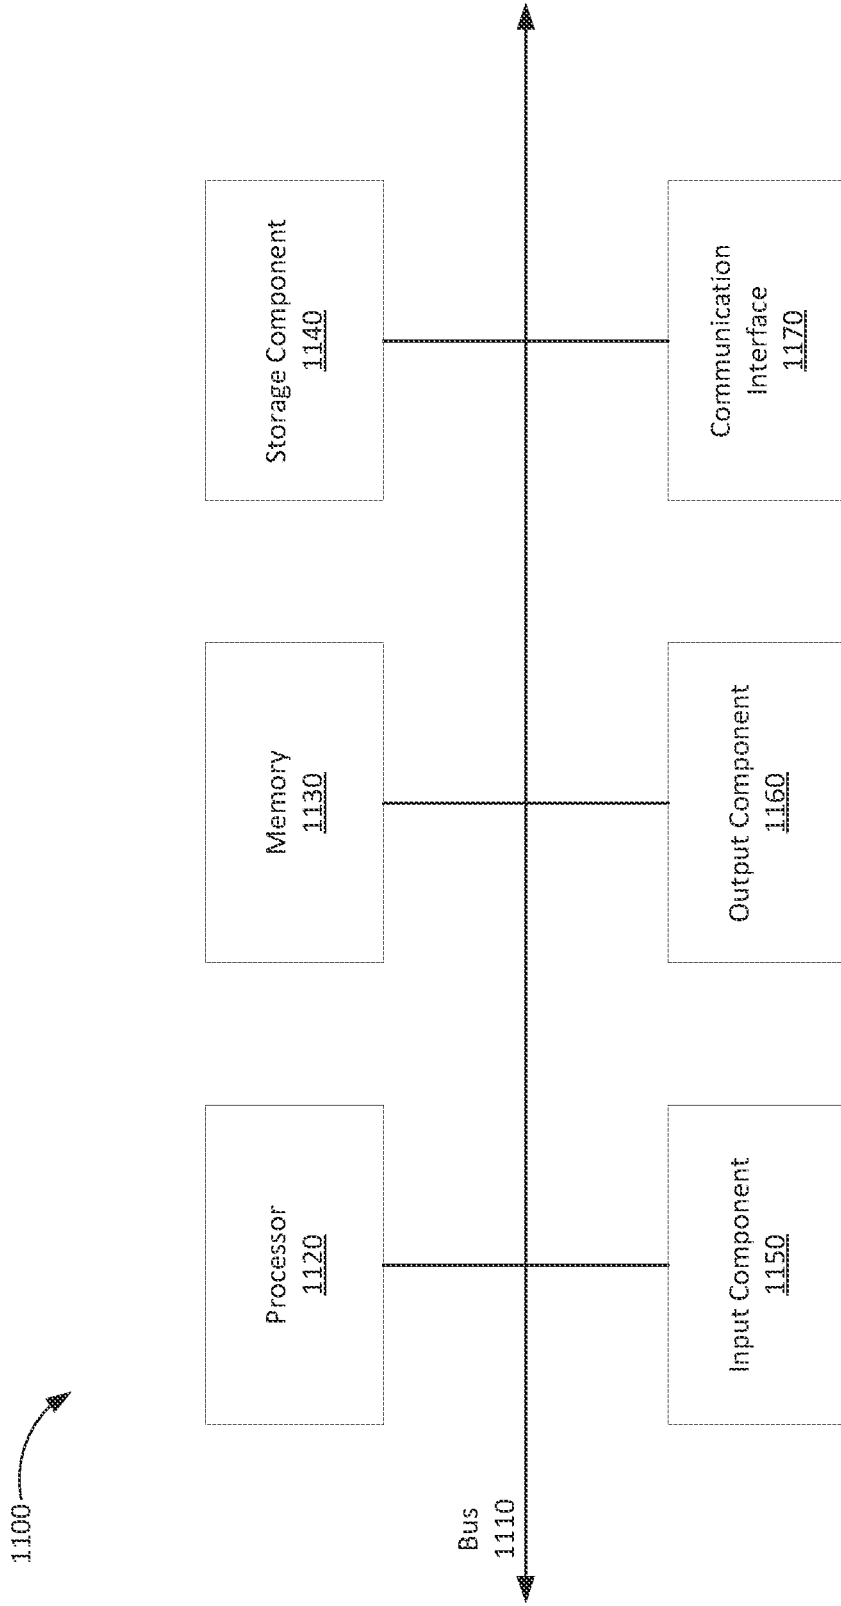 1100
Processor
1120
Memory
1130
Storage Component
1140
Bus
1110
Input Component
1150
Output Component
1160
Communication
Interface
1170